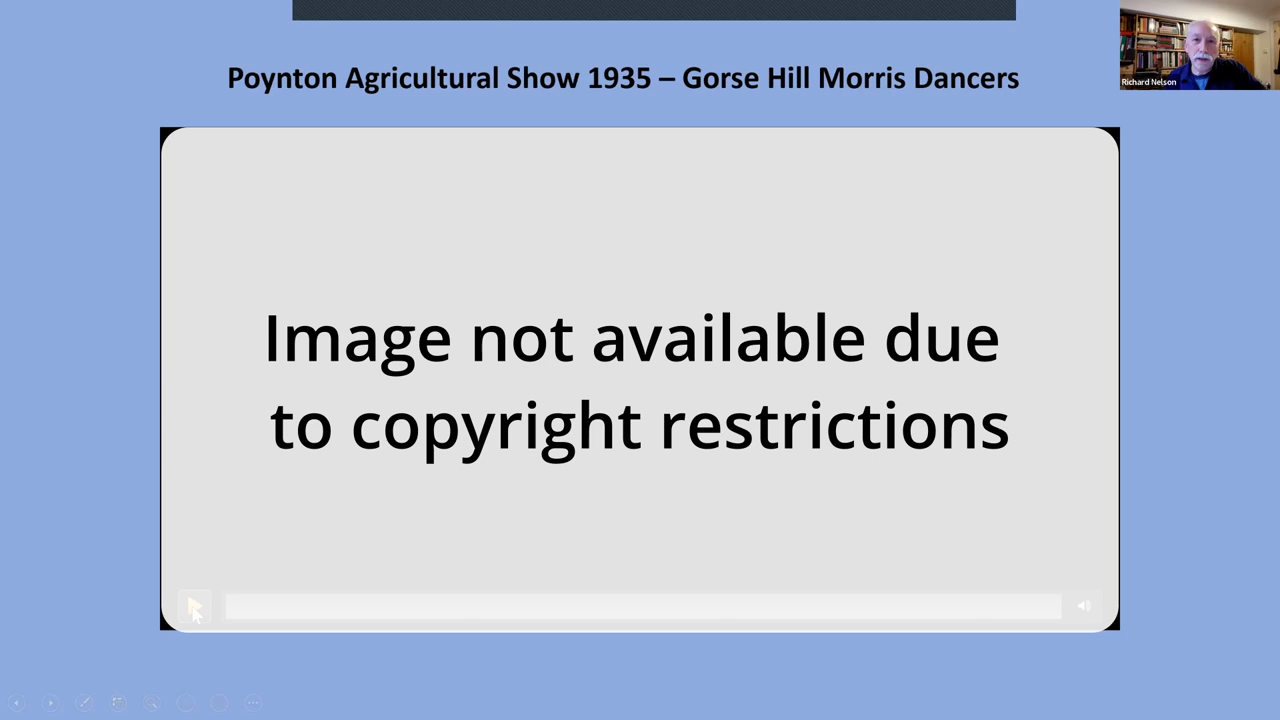 Poynton Agricultural Show 1935 – Gorse Hill Morris Dancers
Richard Nelson
Image not available due
to copyright restrictions